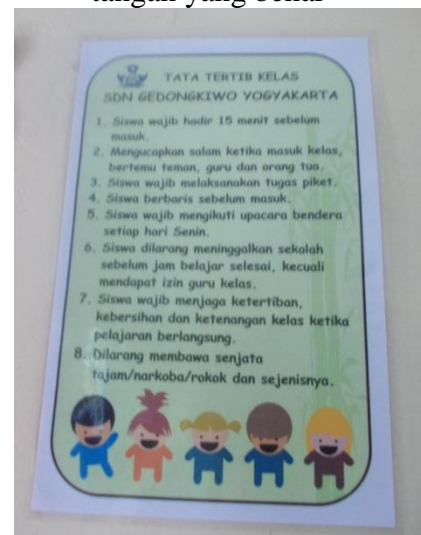 tangan yang benar
TATA TERTIB KELAS
SDN GEDONGKIWO YOGYAKARTA
1. Siswa wajib hadir 15 menit sebelum
masuk.
2. Mengucapkan salam ketika masuk kelas,
bertemu teman, guru dan orang tua.
3. Siswa wajib melaksanakan tugas piket.
4. Siswa berbaris sebelum masuk.
5. Siswa wajib mengikuti upacara bendera
setiap hari Senin.
6. Siswa dilarang meninggalkan sekolah
sebelum jam belajar selesai, kecuali
mendapat izin guru kelas.
7. Siswa wajib menjaga ketertiban,
kebersihan dan ketenangan kelas ketika
pelajaran berlangsung.
8. Dilarang membawa senjata
tajam/narkoba/rokok dan sejenisnya.